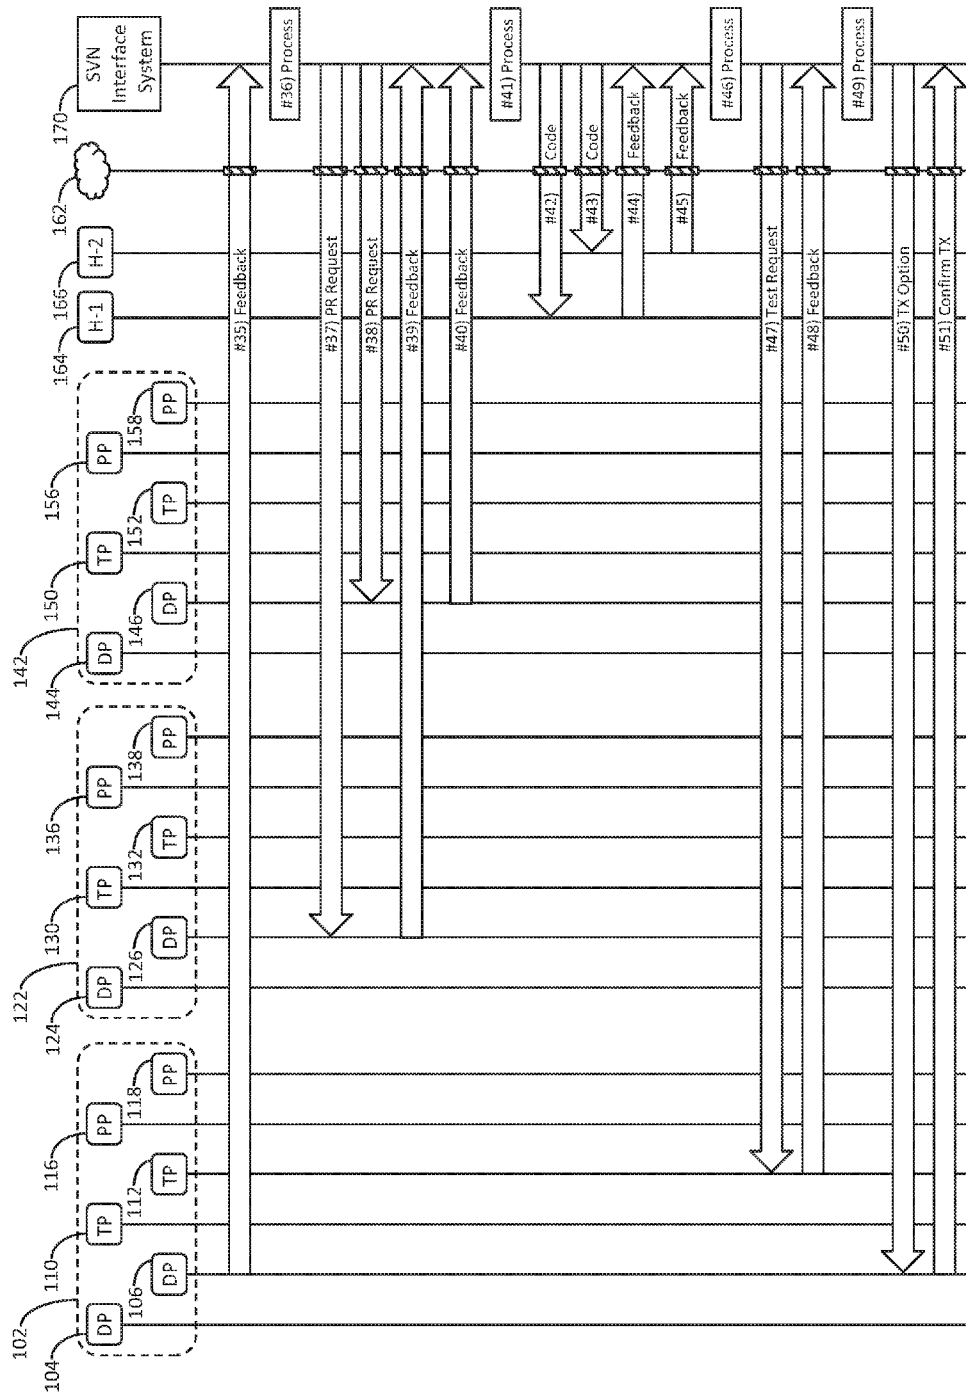 102
104
DP
106
DP
110
TP
112
TP
116
PP
118
PP
122
124
DP
126
DP
130
TP
132
TP
136
PP
138
PP
142
144
DP
146
DP
150
TP
152
TP
156
PP
158
PP
164
H-1
166
H-2
162
170
SVN
Interface
System
#35) Feedback
#36) Process
#37) PR Request
#38) PR Request
#39) Feedback
#40) Feedback
#41) Process
#42) Code
#43) Code
#44) Feedback
#45) Feedback
#46) Process
#47) Test Request
#48) Feedback
#49) Process
#50) TX Option
#51) Confirm TX